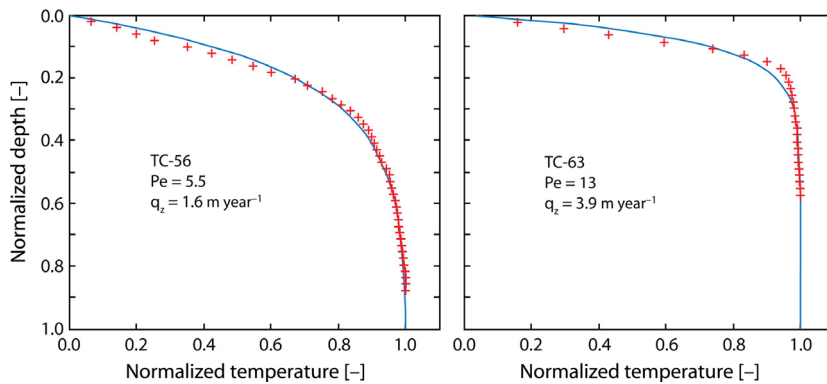 Normalized depth [–]
0.0
0.2
0.4
0.6
0.8
1.0
TC-56
Pe = 5.5
q_z = 1.6 m year⁻¹
0.0 0.2 0.4 0.6 0.8 1.0
Normalized temperature [–]
TC-63
Pe = 13
q_z = 3.9 m year⁻¹
0.0 0.2 0.4 0.6 0.8 1.0
Normalized temperature [–]